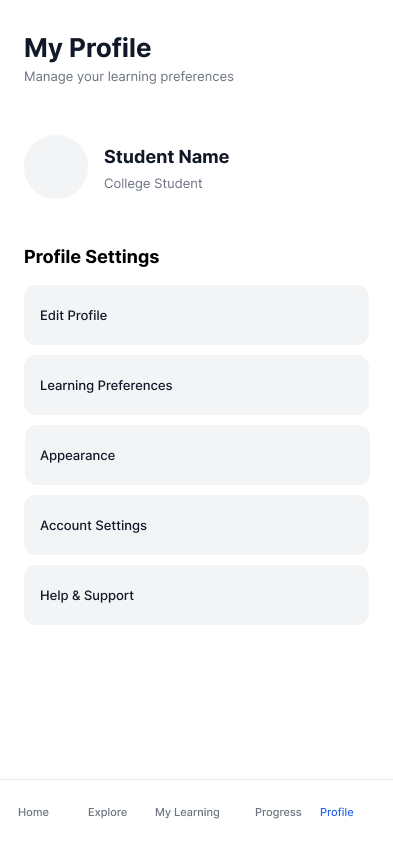 My Profile
Manage your learning preferences
Student Name
College Student
Profile Settings
Edit Profile
Learning Preferences
Appearance
Account Settings
Help & Support
Home Explore My Learning Progress Profile